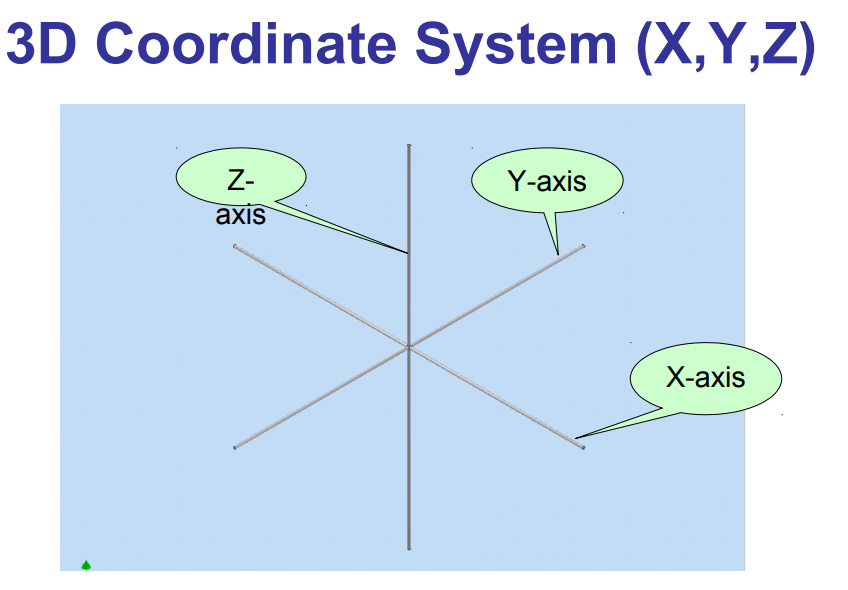 3D Coordinate System (X,Y,Z)
Z-
axis
Y-axis
X-axis